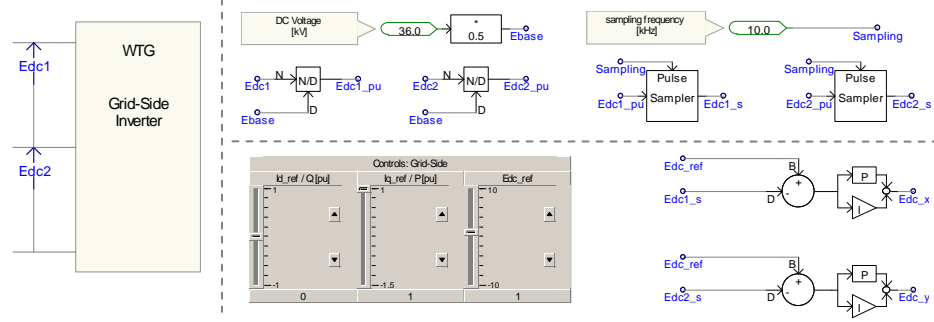 WTG
Grid-Side
Inverter
Edc1
Edc2
DC Voltage
[kV]
36.0
*
0.5
Ebase
Edc1
N
N/D
Edc1_pu
D
Ebase
Edc2
N
N/D
Edc2_pu
D
Ebase
sampling frequency
[kHz]
10.0
Sampling
Sampling
Pulse
Sampler
Edc1_pu
Edc1_s
Sampling
Pulse
Sampler
Edc2_pu
Edc2_s
Controls: Grid-Side
Id_ref / Q [pu]
Iq_ref / P [pu]
Edc_ref
1
-1
0
1
-1.5
1
10
-10
1
Edc_ref
B
+
Edc1_s
D
-
P
I
Edc_x
Edc_ref
B
+
Edc2_s
D
-
P
I
Edc_y